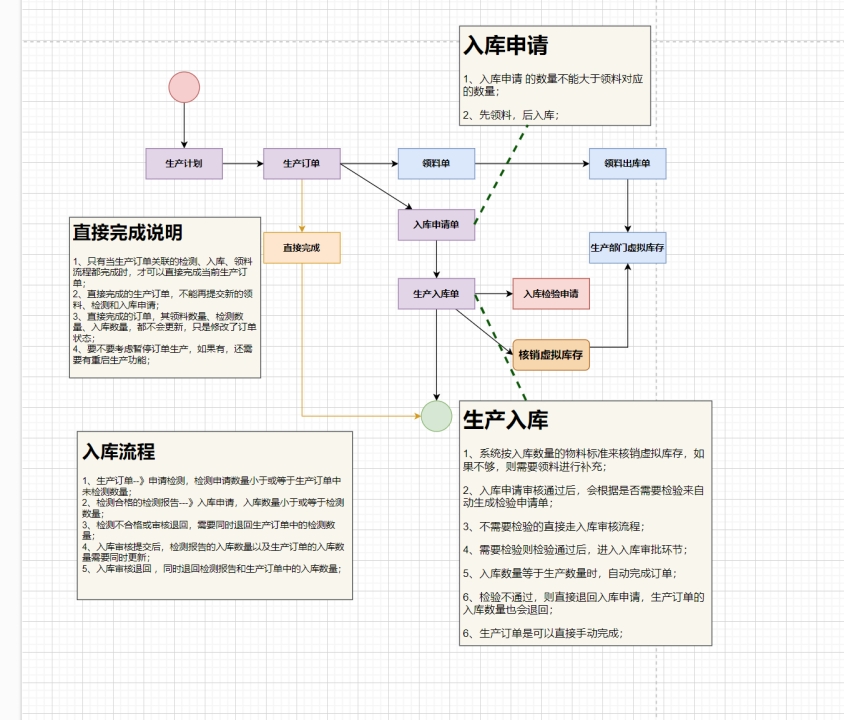 入库申请
1、入库申请 的数量不能大于领料对应
的数量；
2、先领料，后入库；
生产计划
生产订单
领料单
领料出库单
入库申请单
直接完成
生产部门虚拟库存
生产入库单
入库检验申请
核销虚拟库存
直接完成说明
1、只有当生产订单关联的检测、入库、领料
流程都完成时，才可以直接完成当前生产订
单；
2、直接完成的生产订单，不能再提交新的领
料、检测和入库申请；
3、直接完成的订单，其领料数量、检测数
量、入库数量，都不会更新，只是修改了订单
状态；
4、要不要考虑暂停订单生产，如果有，还需
要有重启生产功能；
入库流程
1、生产订单--》申请检测，检测申请数量小于或等于生产订单中
未检测数量；
2、检测合格的检测报告---》入库申请，入库数量小于或等于检测
数量；
3、检测不合格或审核退回，需要同时退回生产订单中的检测数
量；
4、入库审核提交后，检测报告的入库数量以及生产订单的入库数
量需要同时更新；
5、入库审核退回 ，同时退回检测报告和生产订单中的入库数量；
生产入库
1、系统按入库数量的物料标准来核销虚拟库存，如
果不够，则需要领料进行补充；
2、入库申请审核通过后，会根据是否需要检验来自
动生成检验申请单；
3、不需要检验的直接走入库审核流程；
4、需要检验则检验通过后，进入入库审批环节；
5、入库数量等于生产数量时，自动完成订单；
6、检验不通过，则直接退回入库申请，生产订单的
入库数量也会退回；
6、生产订单是可以直接手动完成；